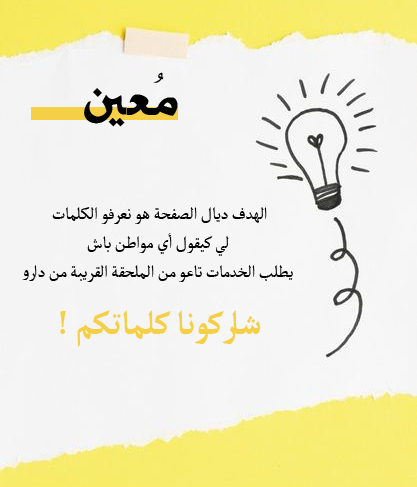 مُعين
الهدف ديال الصفحة هو نعرفو الكلمات
لي كيقول أي مواطن باش
يطلب الخدمات تاعو من الملحقة القريبة من دارو
شاركونا كلماتكم !